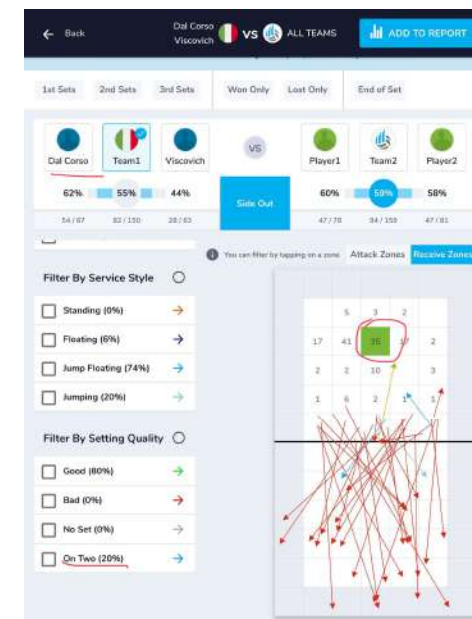 Back
Dal Corso
Viscovich
VS
ALL TEAMS
ADD TO REPORT
1st Sets 2nd Sets 3rd Sets Won Only Lost Only End of Set
Dal Corso Team1 Viscovich VS Player1 Team2 Player2
62% 55% 44% Side Out 60% 59% 58%
54 / 87 82 / 150 28 / 63 47 / 78 94 / 159 47 / 81
You can filter by tapping on a zone Attack Zones Receive Zones
Filter By Service Style
Standing (0%)
Floating (6%)
Jump Floating (74%)
Jumping (20%)
Filter By Setting Quality
Good (80%)
Bad (0%)
No Set (0%)
On Two (20%)
5 3 2
17 41 35 17 2
2 2 10 3
1 6 2 1 1